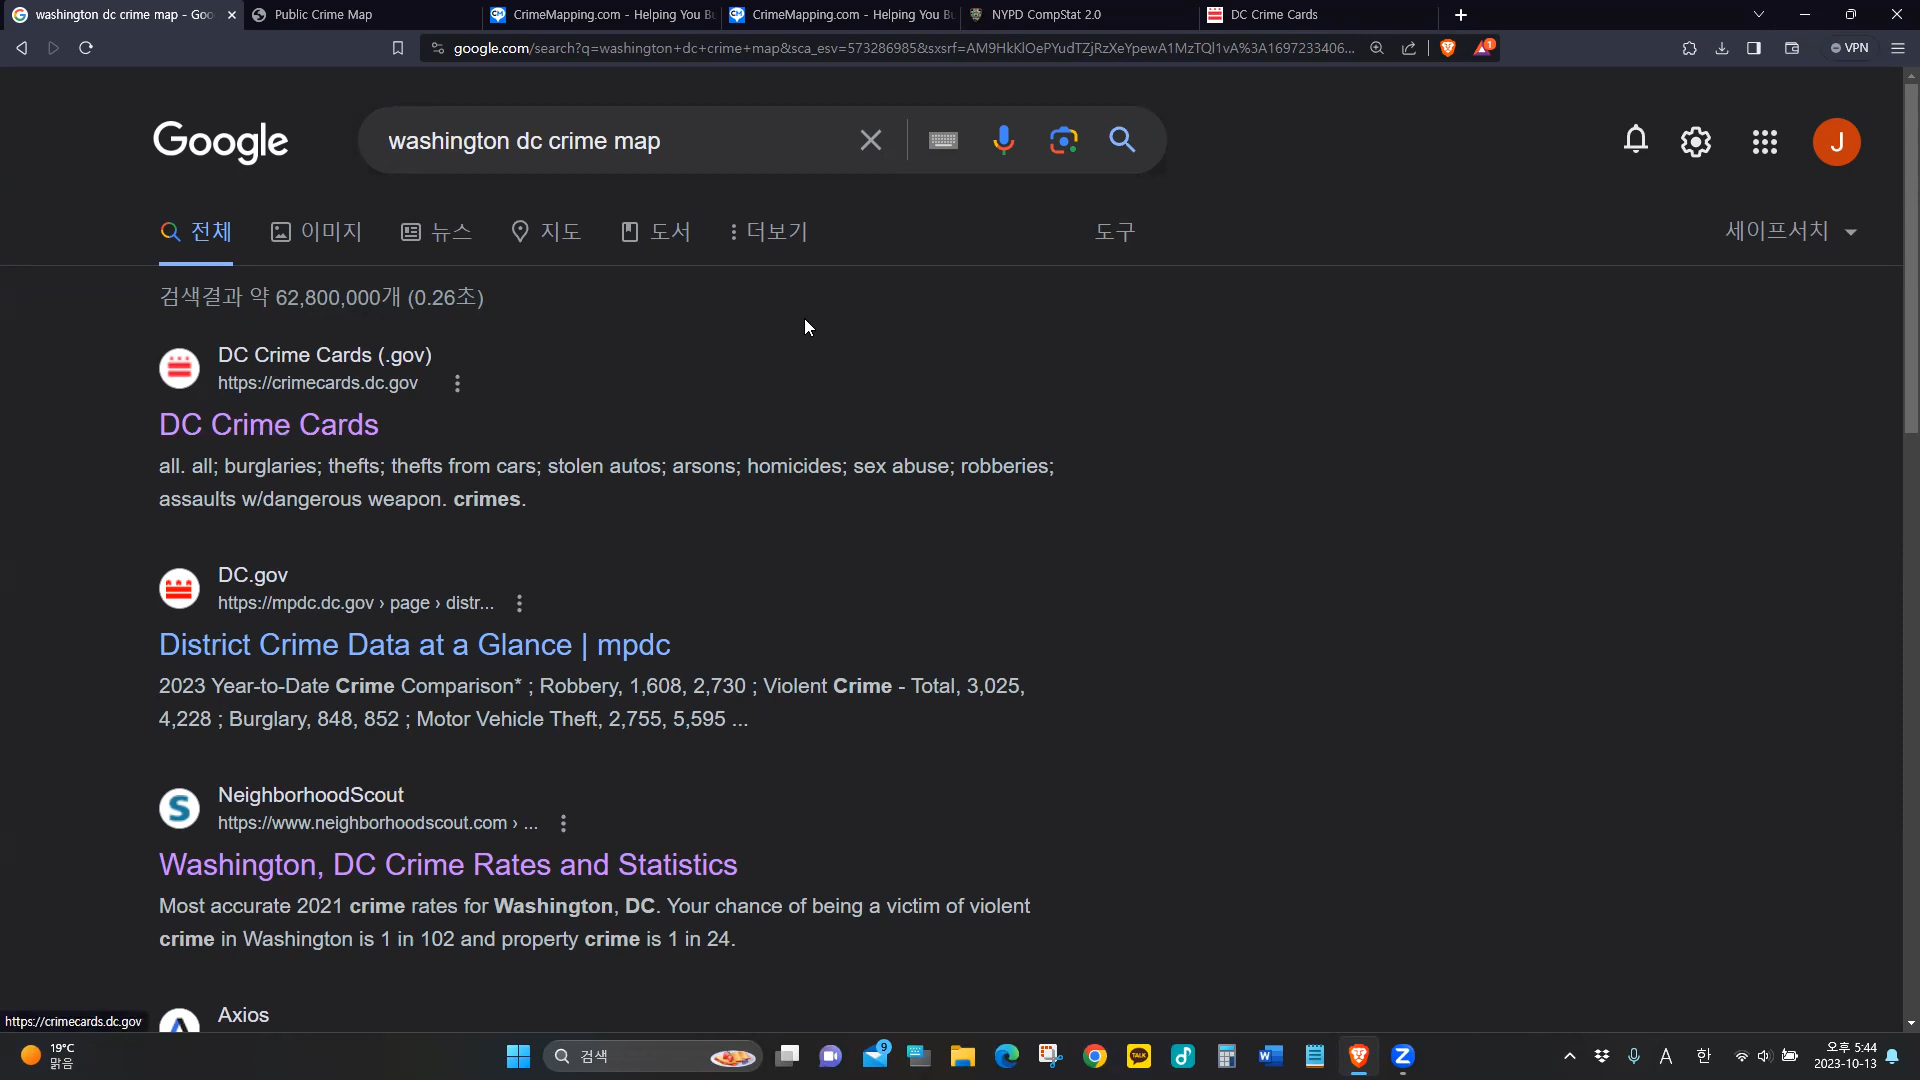 washington dc crime map - Goo
Public Crime Map
CrimeMapping.com - Helping You Bu
CrimeMapping.com - Helping You Bu
NYPD CompStat 2.0
DC Crime Cards
google.com/search?q=washington+dc+crime+map&sca_esv=573286985&sxsrf=AM9HkKlOePYudTZjRzXeYpewA1MzTQl1vA%3A1697233406...
1
VPN
Google
washington dc crime map
J
전체
이미지
뉴스
지도
도서
더보기
도구
세이프서치
검색결과 약 62,800,000개 (0.26초)
DC Crime Cards (.gov)
https://crimecards.dc.gov
DC Crime Cards
all. all; burglaries; thefts; thefts from cars; stolen autos; arsons; homicides; sex abuse; robberies;
assaults w/dangerous weapon. crimes.
DC.gov
https://mpdc.dc.gov › page › distr...
District Crime Data at a Glance | mpdc
2023 Year-to-Date Crime Comparison* ; Robbery, 1,608, 2,730 ; Violent Crime - Total, 3,025,
4,228 ; Burglary, 848, 852 ; Motor Vehicle Theft, 2,755, 5,595 ...
S
NeighborhoodScout
https://www.neighborhoodscout.com › ...
Washington, DC Crime Rates and Statistics
Most accurate 2021 crime rates for Washington, DC. Your chance of being a victim of violent
crime in Washington is 1 in 102 and property crime is 1 in 24.
Axios
https://crimecards.dc.gov
19°C
맑음
검색
9
TALK
W
Z
A
한
오후 5:44
2023-10-13